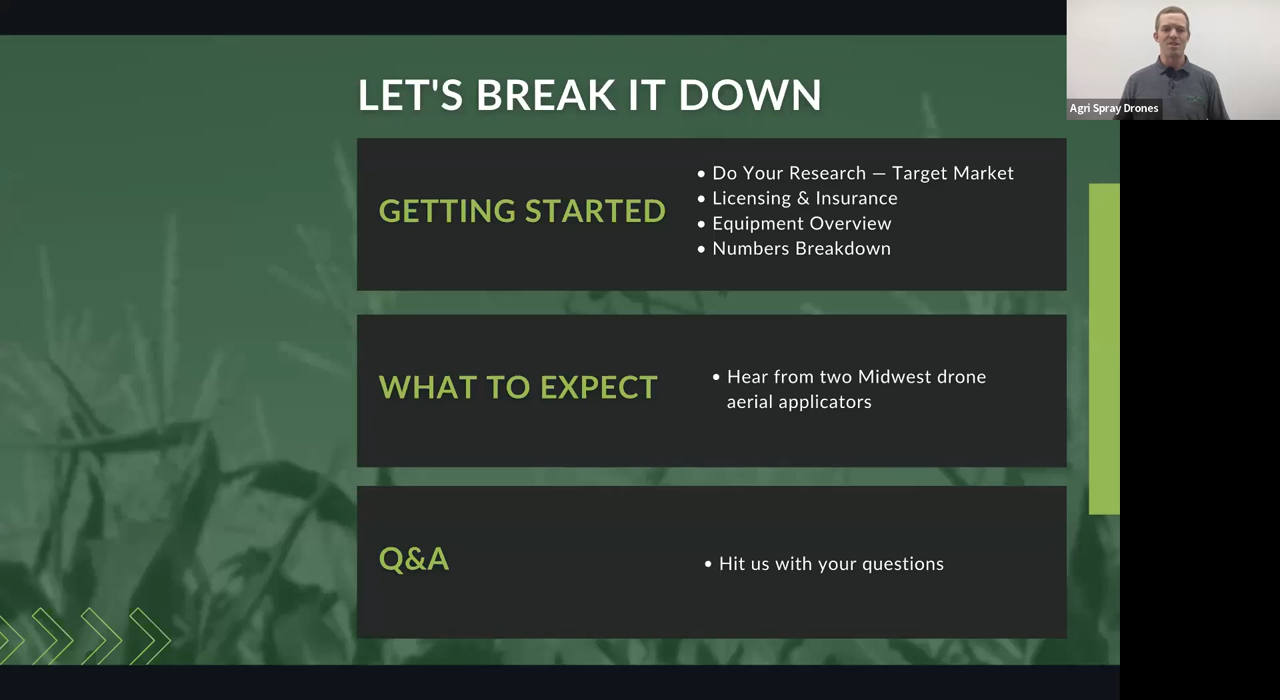 LET'S BREAK IT DOWN
GETTING STARTED
• Do Your Research — Target Market
• Licensing & Insurance
• Equipment Overview
• Numbers Breakdown
WHAT TO EXPECT
• Hear from two Midwest drone
aerial applicators
Q&A
• Hit us with your questions
Agri Spray Drones